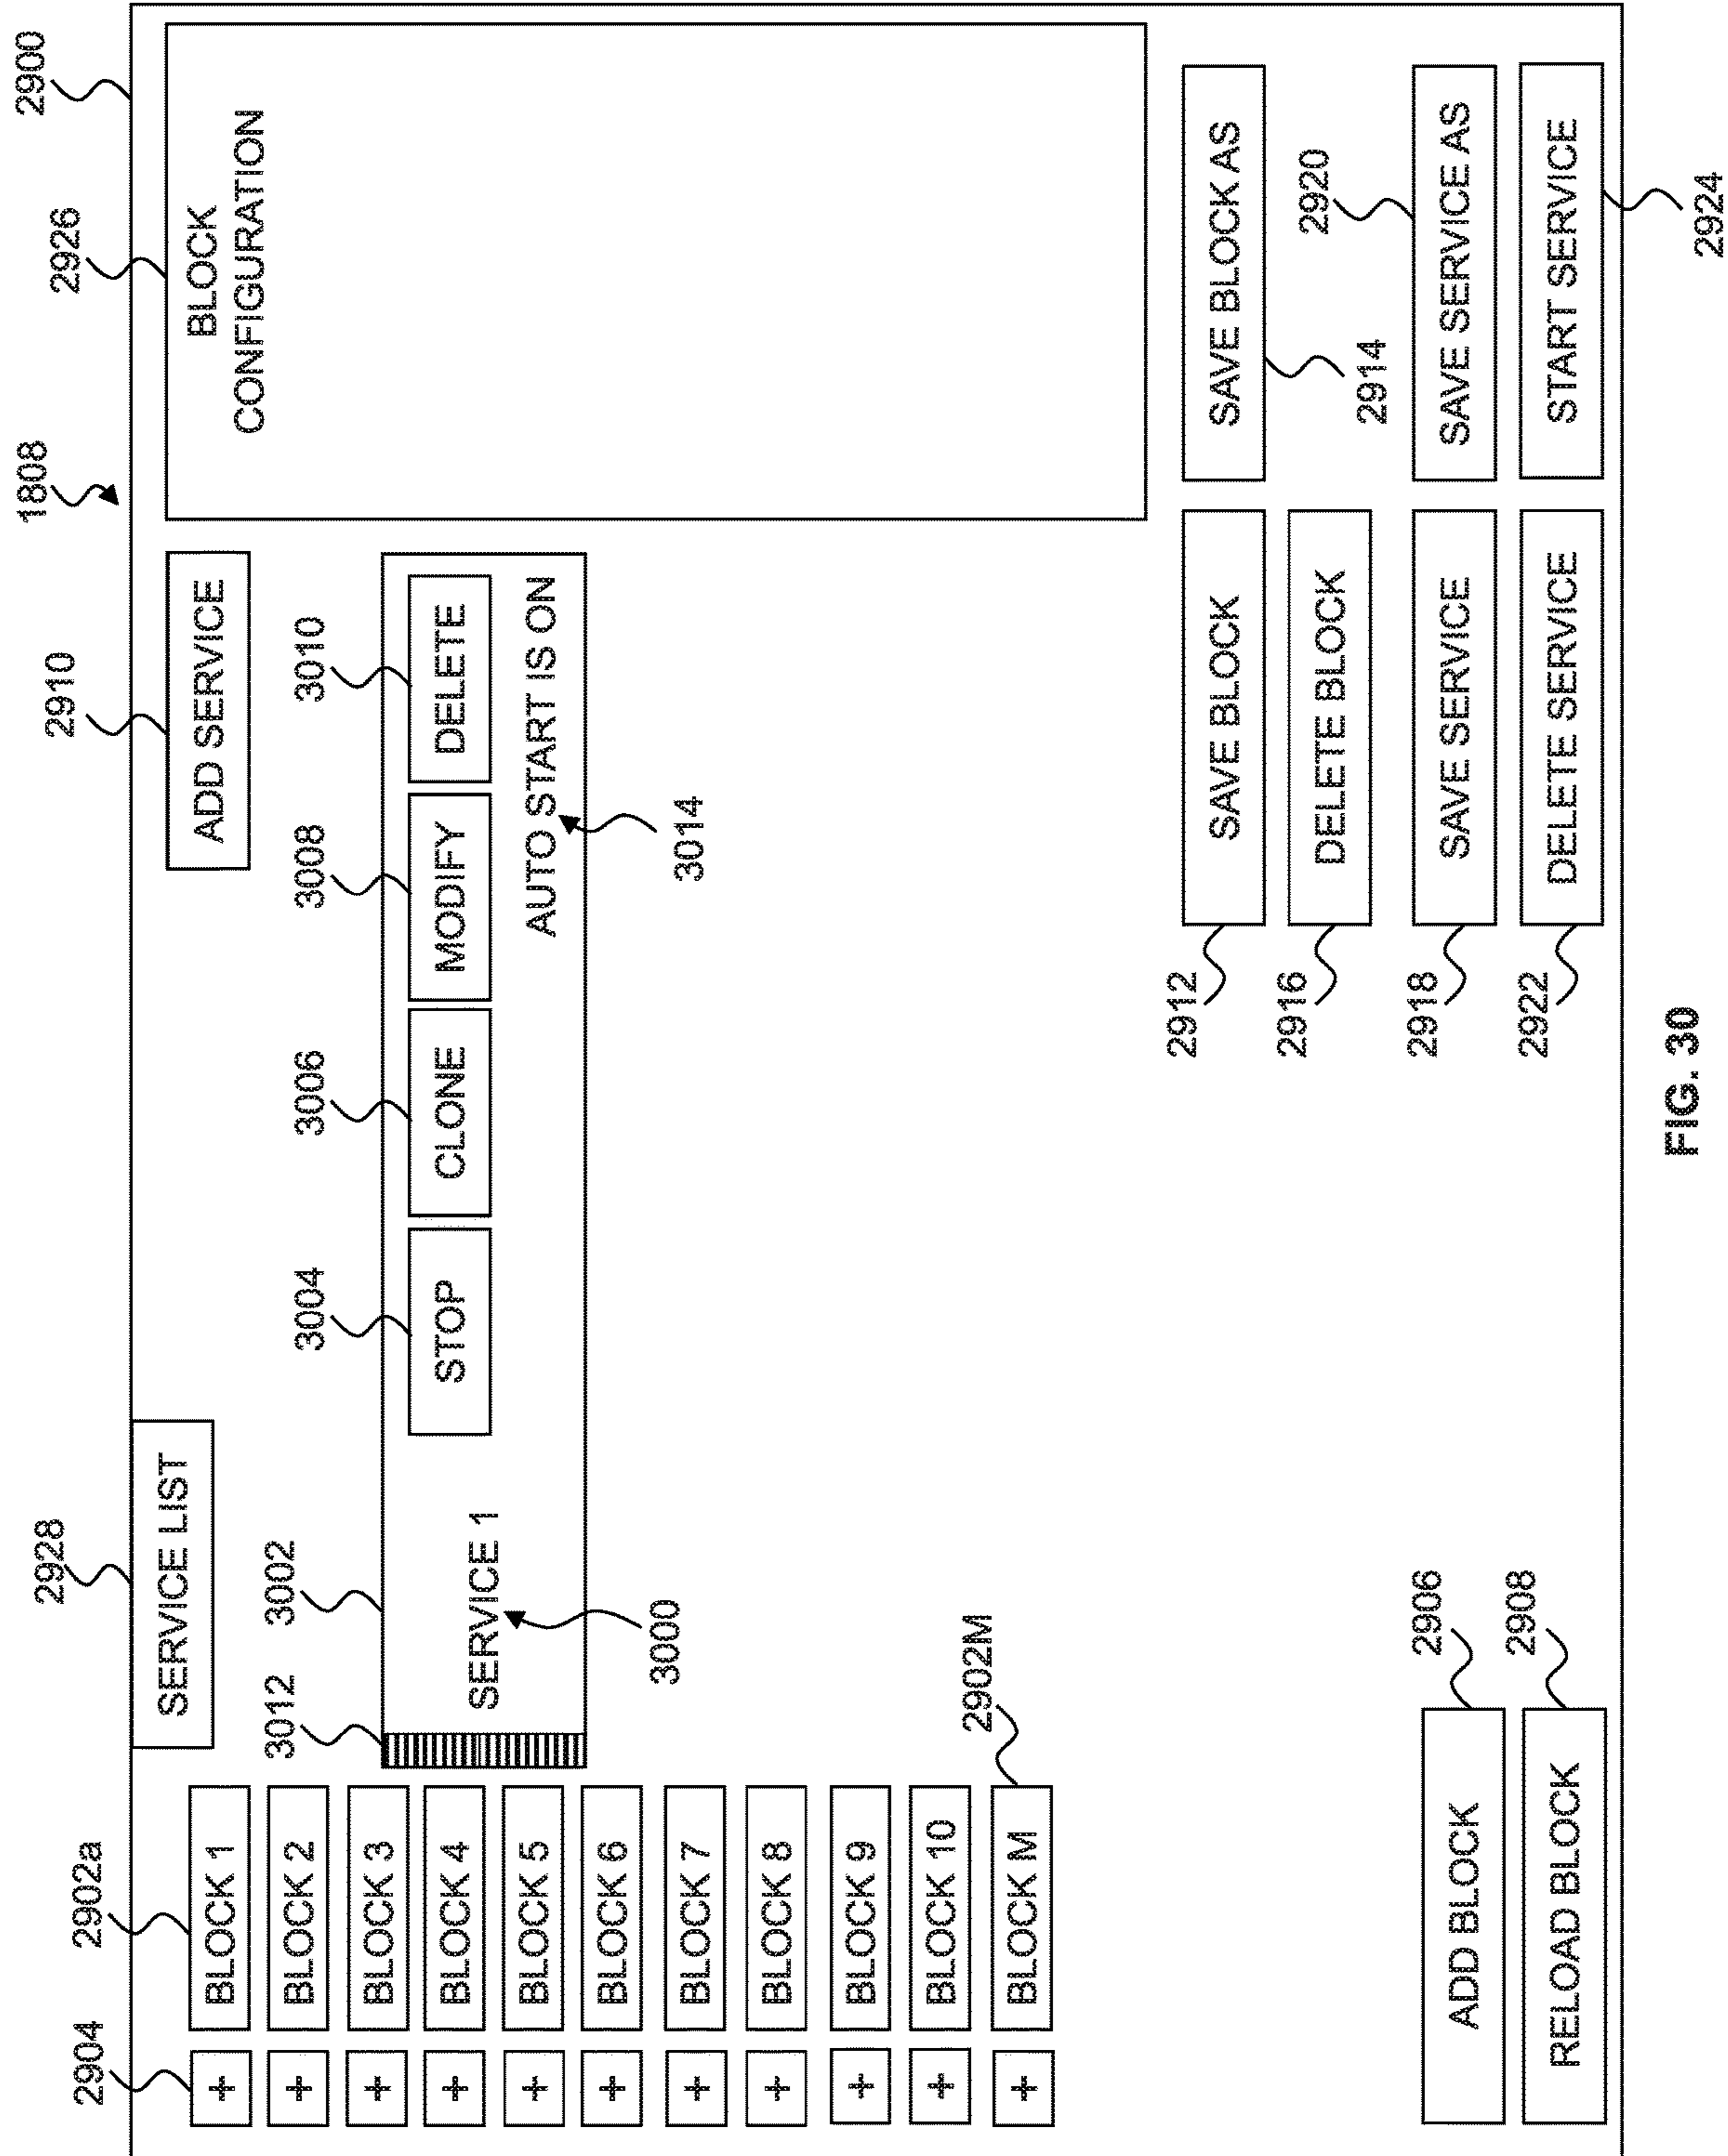 1808
2900
2928
2910
2926
SERVICE LIST
ADD SERVICE
BLOCK
CONFIGURATION
2904
2902a
+
BLOCK 1
+
BLOCK 2
+
BLOCK 3
+
BLOCK 4
+
BLOCK 5
+
BLOCK 6
+
BLOCK 7
+
BLOCK 8
+
BLOCK 9
+
BLOCK 10
+
BLOCK M
2902M
3012
3002
3004
3006
3008
3010
SERVICE 1
STOP
CLONE
MODIFY
DELETE
AUTO START IS ON
3000
3014
2912
SAVE BLOCK
SAVE BLOCK AS
2916
DELETE BLOCK
2914
2920
2906
ADD BLOCK
2918
SAVE SERVICE
SAVE SERVICE AS
2908
RELOAD BLOCK
2922
DELETE SERVICE
START SERVICE
2924
FIG. 30